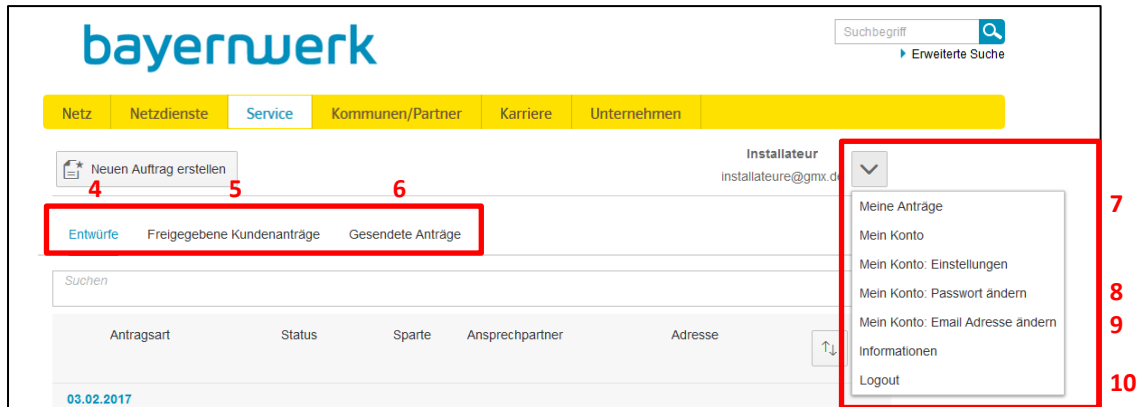 bayernwerk
Suchbegriff
Erweiterte Suche
Netz Netzdienste Service Kommunen/Partner Karriere Unternehmen
Neuen Auftrag erstellen
Installateur
installateure@gmx.de
4 5 6
Entwürfe Freigegebene Kundenanträge Gesendete Anträge
Suchen
Antragsart Status Sparte Ansprechpartner Adresse
03.02.2017
Meine Anträge 7
Mein Konto
Mein Konto: Einstellungen
Mein Konto: Passwort ändern 8
Mein Konto: Email Adresse ändern 9
Informationen
Logout 10